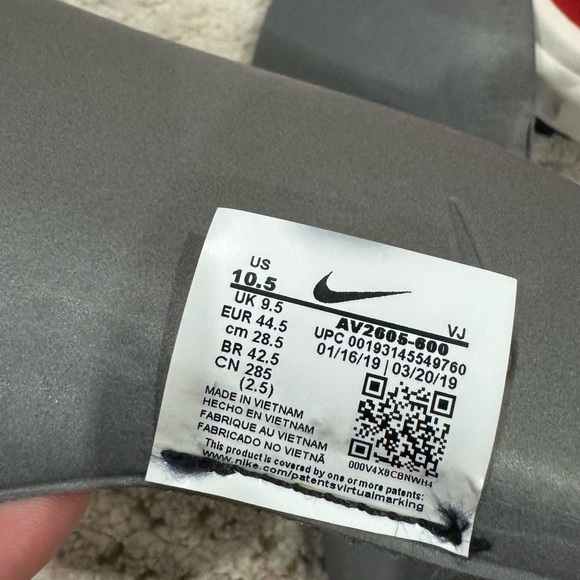 US
10.5
UK 9.5
EUR 44.5
cm 28.5
BR 42.5
CN 285
(2.5)
VJ
AV2605-600
UPC 00193145549760
01/16/19 | 03/20/19
MADE IN VIETNAM
HECHO EN VIETNAM
FABRIQUE AU VIETNAM
FABRICADO NO VIETNÃ
000V4X8CBNWH4
This product is covered by one or more patents:
www.nike.com/patentsvirtualmarking